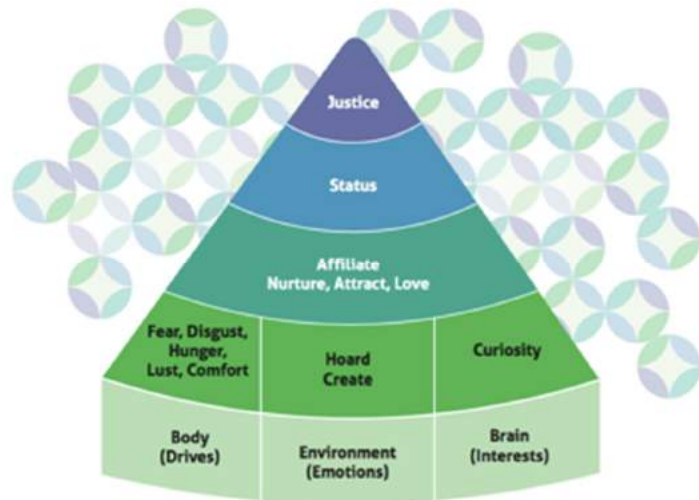 Justice
Status
Affiliate
Nurture, Attract, Love
Fear, Disgust,
Hunger,
Lust, Comfort
Hoard
Create
Curiosity
Body
(Drives)
Environment
(Emotions)
Brain
(Interests)